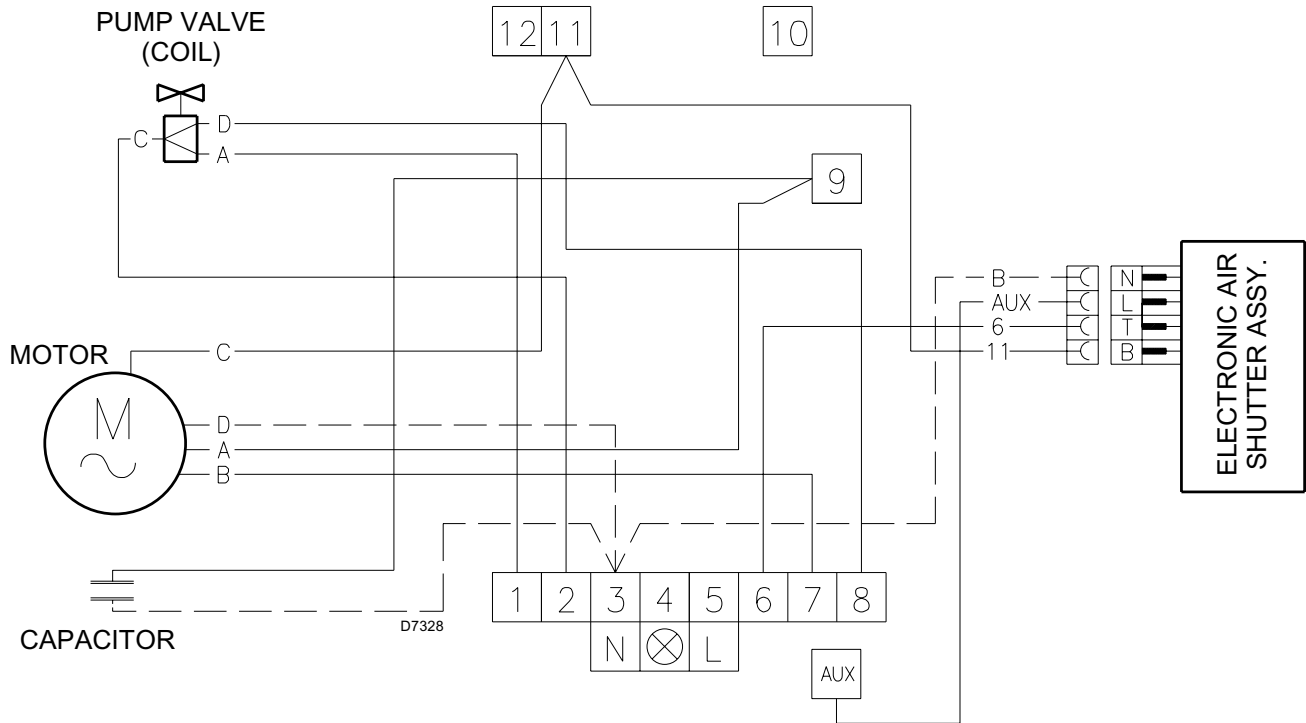 PUMP VALVE
(COIL)
12 11
10
D
C
A
9
B N
AUX L
6 T
11 B
ELECTRONIC AIR
SHUTTER ASSY.
MOTOR
C
M
D
A
B
CAPACITOR
D7328
1 2 3 4 5 6 7 8
N L
AUX